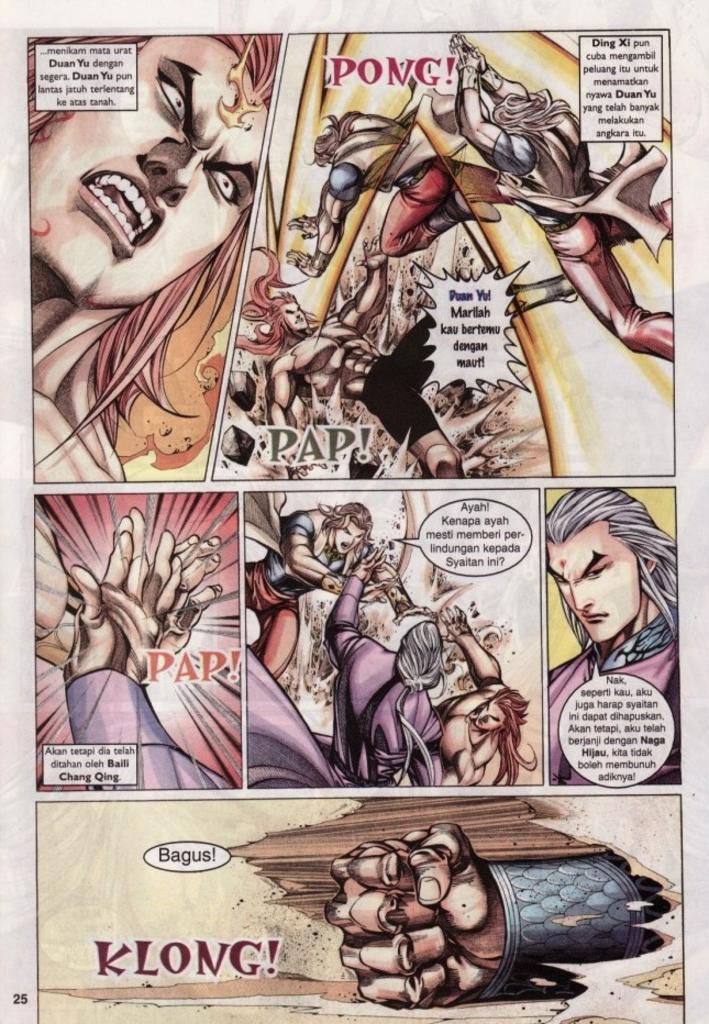 ...menikam mata urat
Duan Yu dengan
segera. Duan Yu pun
lantas jatuh terlentang
ke atas tanah.
PONG!
Ding Xi pun
cuba mengambil
peluang itu untuk
menamatkan
nyawa Duan Yu
yang telah banyak
melakukan
angkara itu.
Duan Yu!
Marilah
kau bertemu
dengan
maut!
PAP!
PAP!
Akan tetapi dia telah
ditahan oleh Baili
Chang Qing.
Ayah!
Kenapa ayah
mesti memberi per-
lindungan kepada
Syaitan ini?
Nak,
seperti kau, aku
juga harap syaitan
ini dapat dihapuskan.
Akan tetapi, aku telah
berjanji dengan Naga
Hijau, kita tidak
boleh membunuh
adiknya!
Bagus!
KLONG!
25